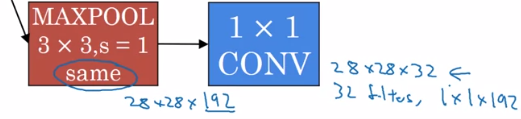 MAXPOOL
3 × 3,s = 1
same
28×28×192
1 × 1
CONV
28×28×32 ←
32 filters, 1×1×192